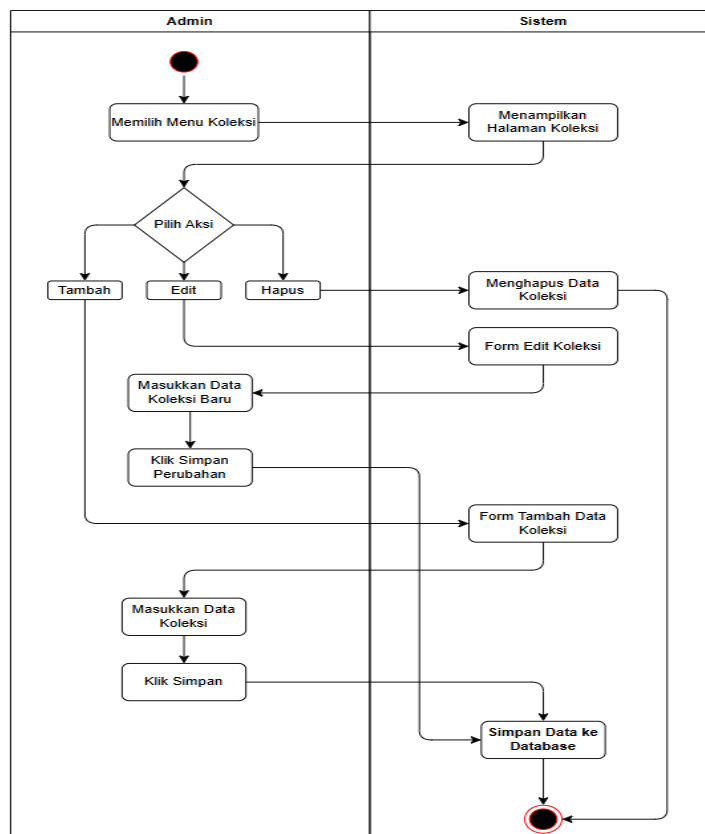 Admin
Sistem
Memilih Menu Koleksi
Menampilkan
Halaman Koleksi
Pilih Aksi
Tambah
Edit
Hapus
Menghapus Data
Koleksi
Form Edit Koleksi
Masukkan Data
Koleksi Baru
Klik Simpan
Perubahan
Form Tambah Data
Koleksi
Masukkan Data
Koleksi
Klik Simpan
Simpan Data ke
Database